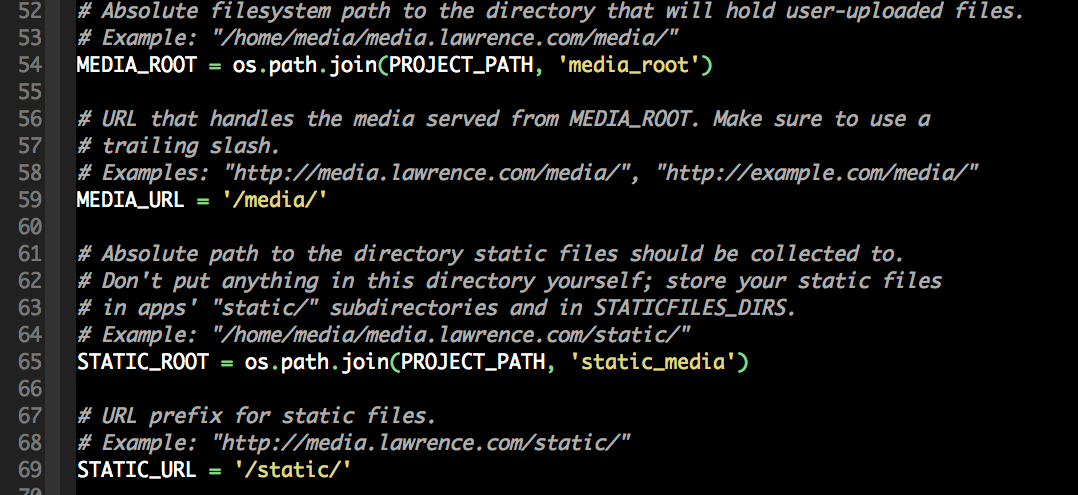 52 # Absolute filesystem path to the directory that will hold user-uploaded files.
53 # Example: "/home/media/media.lawrence.com/media/"
54 MEDIA_ROOT = os.path.join(PROJECT_PATH, 'media_root')
55
56 # URL that handles the media served from MEDIA_ROOT. Make sure to use a
57 # trailing slash.
58 # Examples: "http://media.lawrence.com/media/", "http://example.com/media/"
59 MEDIA_URL = '/media/'
60
61 # Absolute path to the directory static files should be collected to.
62 # Don't put anything in this directory yourself; store your static files
63 # in apps' "static/" subdirectories and in STATICFILES_DIRS.
64 # Example: "/home/media/media.lawrence.com/static/"
65 STATIC_ROOT = os.path.join(PROJECT_PATH, 'static_media')
66
67 # URL prefix for static files.
68 # Example: "http://media.lawrence.com/static/"
69 STATIC_URL = '/static/'
70